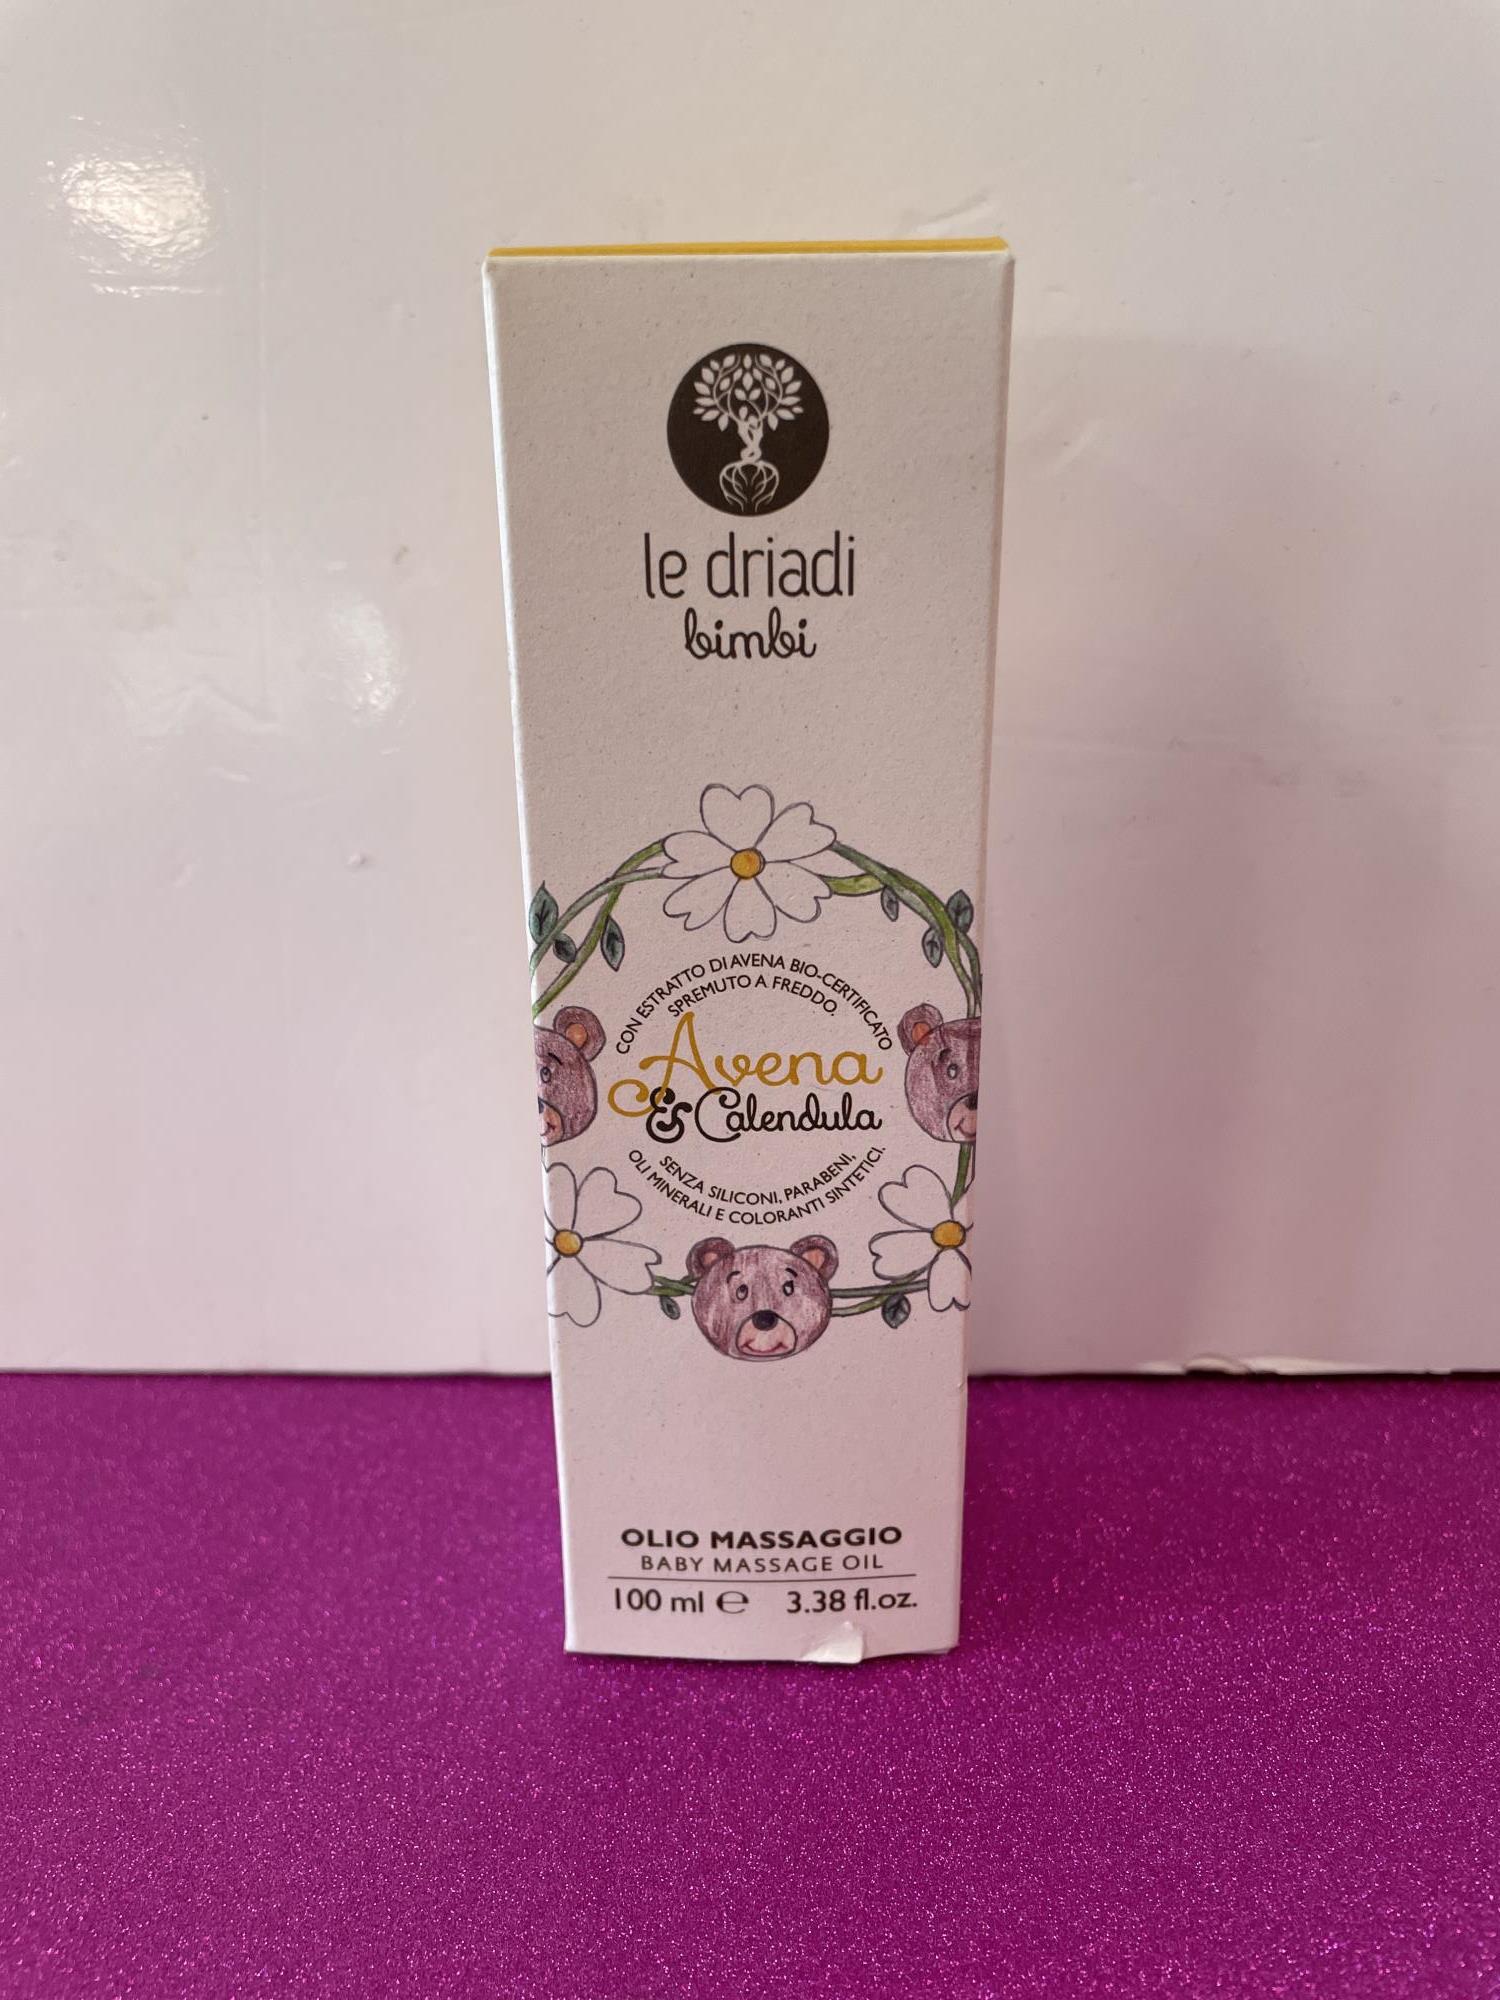 le driadi
bimbi
CON ESTRATTO DI AVENA BIO-CERTIFICATO
SPREMUTO A FREDDO.
Avena
& Calendula
SENZA SILICONI, PARABENI,
OLI MINERALI E COLORANTI SINTETICI.
OLIO MASSAGGIO
BABY MASSAGE OIL
100 ml ℮ 3.38 fl.oz.